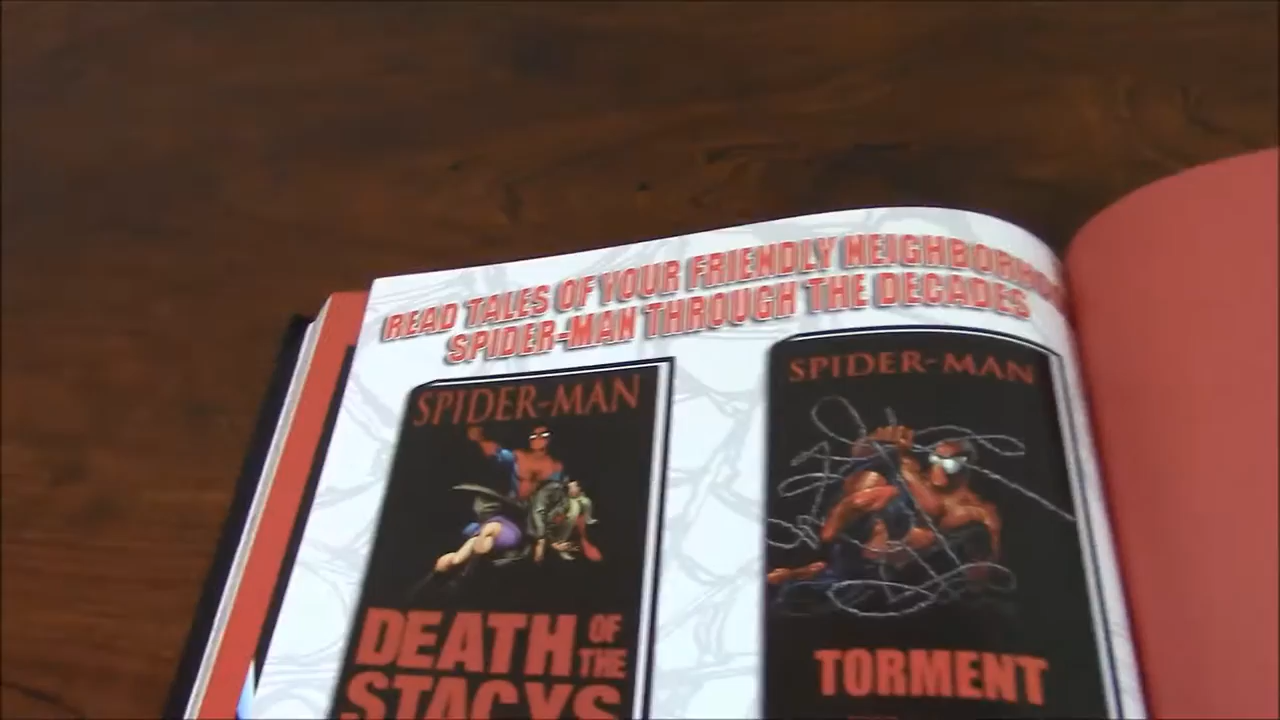 READ TALES OF YOUR FRIENDLY
SPIDER-MAN THROUGH THE DECADES
SPIDER-MAN
DEATH OF THE
STACYS
SPIDER-MAN
TORMENT